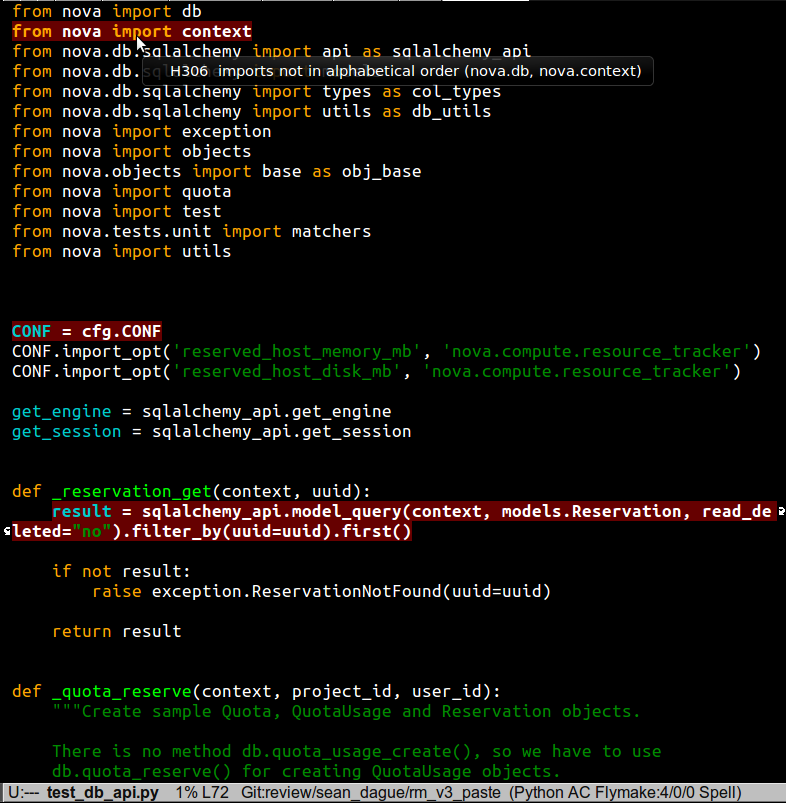 from nova import db
from nova import context
from nova.db.sqlalchemy import api as sqlalchemy_api
from nova.db.
H306 imports not in alphabetical order (nova.db, nova.context)
from nova.db.sqlalchemy import types as col_types
from nova.db.sqlalchemy import utils as db_utils
from nova import exception
from nova import objects
from nova.objects import base as obj_base
from nova import quota
from nova import test
from nova.tests.unit import matchers
from nova import utils
CONF = cfg.CONF
CONF.import_opt('reserved_host_memory_mb', 'nova.compute.resource_tracker')
CONF.import_opt('reserved_host_disk_mb', 'nova.compute.resource_tracker')
get_engine = sqlalchemy_api.get_engine
get_session = sqlalchemy_api.get_session
def _reservation_get(context, uuid):
result = sqlalchemy_api.model_query(context, models.Reservation, read_de
leted="no").filter_by(uuid=uuid).first()
if not result:
raise exception.ReservationNotFound(uuid=uuid)
return result
def _quota_reserve(context, project_id, user_id):
"""Create sample Quota, QuotaUsage and Reservation objects.
There is no method db.quota_usage_create(), so we have to use
db.quota_reserve() for creating QuotaUsage objects.
U:--- test_db_api.py 1% L72 Git:review/sean_dague/rm_v3_paste (Python AC Flymake:4/0/0 Spell)